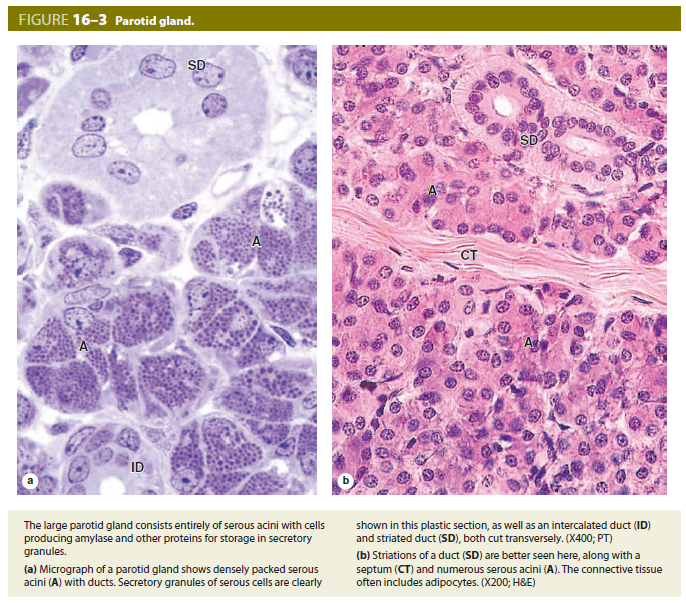 FIGURE 16–3 Parotid gland.
SD
A
A
ID
a
SD
A
CT
A
b
The large parotid gland consists entirely of serous acini with cells
producing amylase and other proteins for storage in secretory
granules.
(a) Micrograph of a parotid gland shows densely packed serous
acini (A) with ducts. Secretory granules of serous cells are clearly
shown in this plastic section, as well as an intercalated duct (ID)
and striated duct (SD), both cut transversely. (X400; PT)
(b) Striations of a duct (SD) are better seen here, along with a
septum (CT) and numerous serous acini (A). The connective tissue
often includes adipocytes. (X200; H&E)